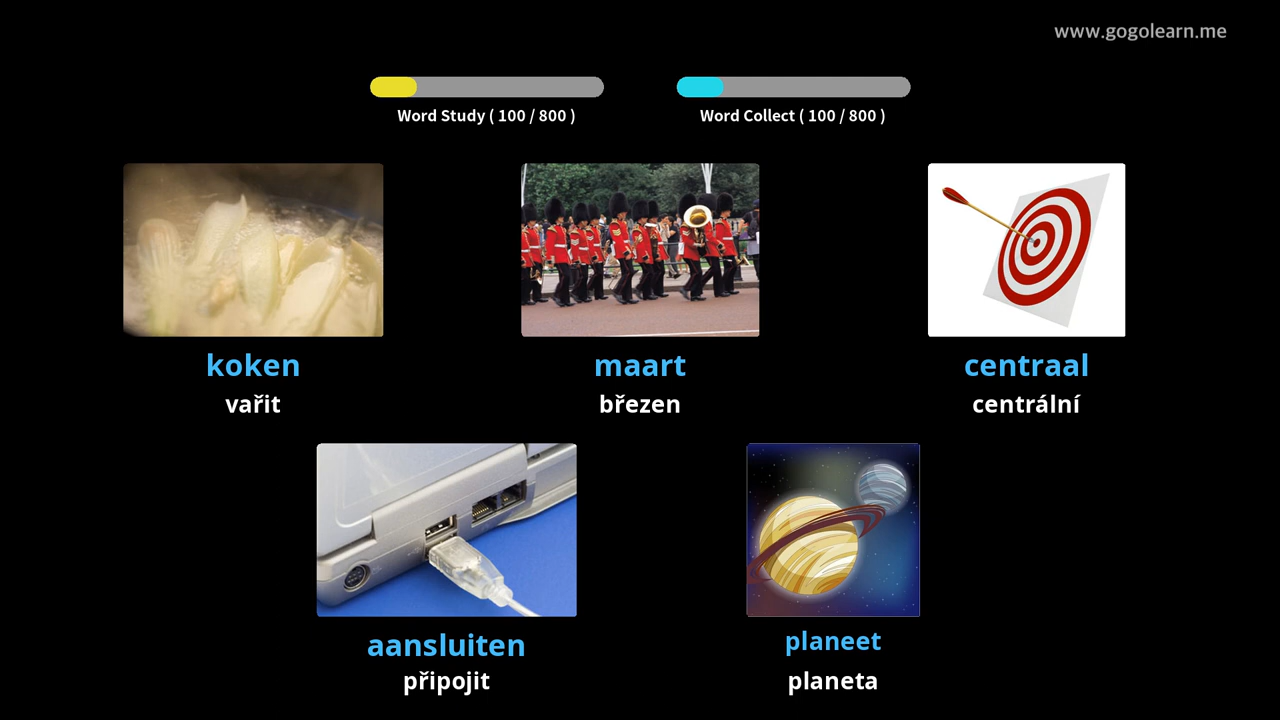 www.gogolearn.me
Word Study ( 100 / 800 )
Word Collect ( 100 / 800 )
koken
maart
centraal
vařit
březen
centrální
aansluiten
planeet
připojit
planeta